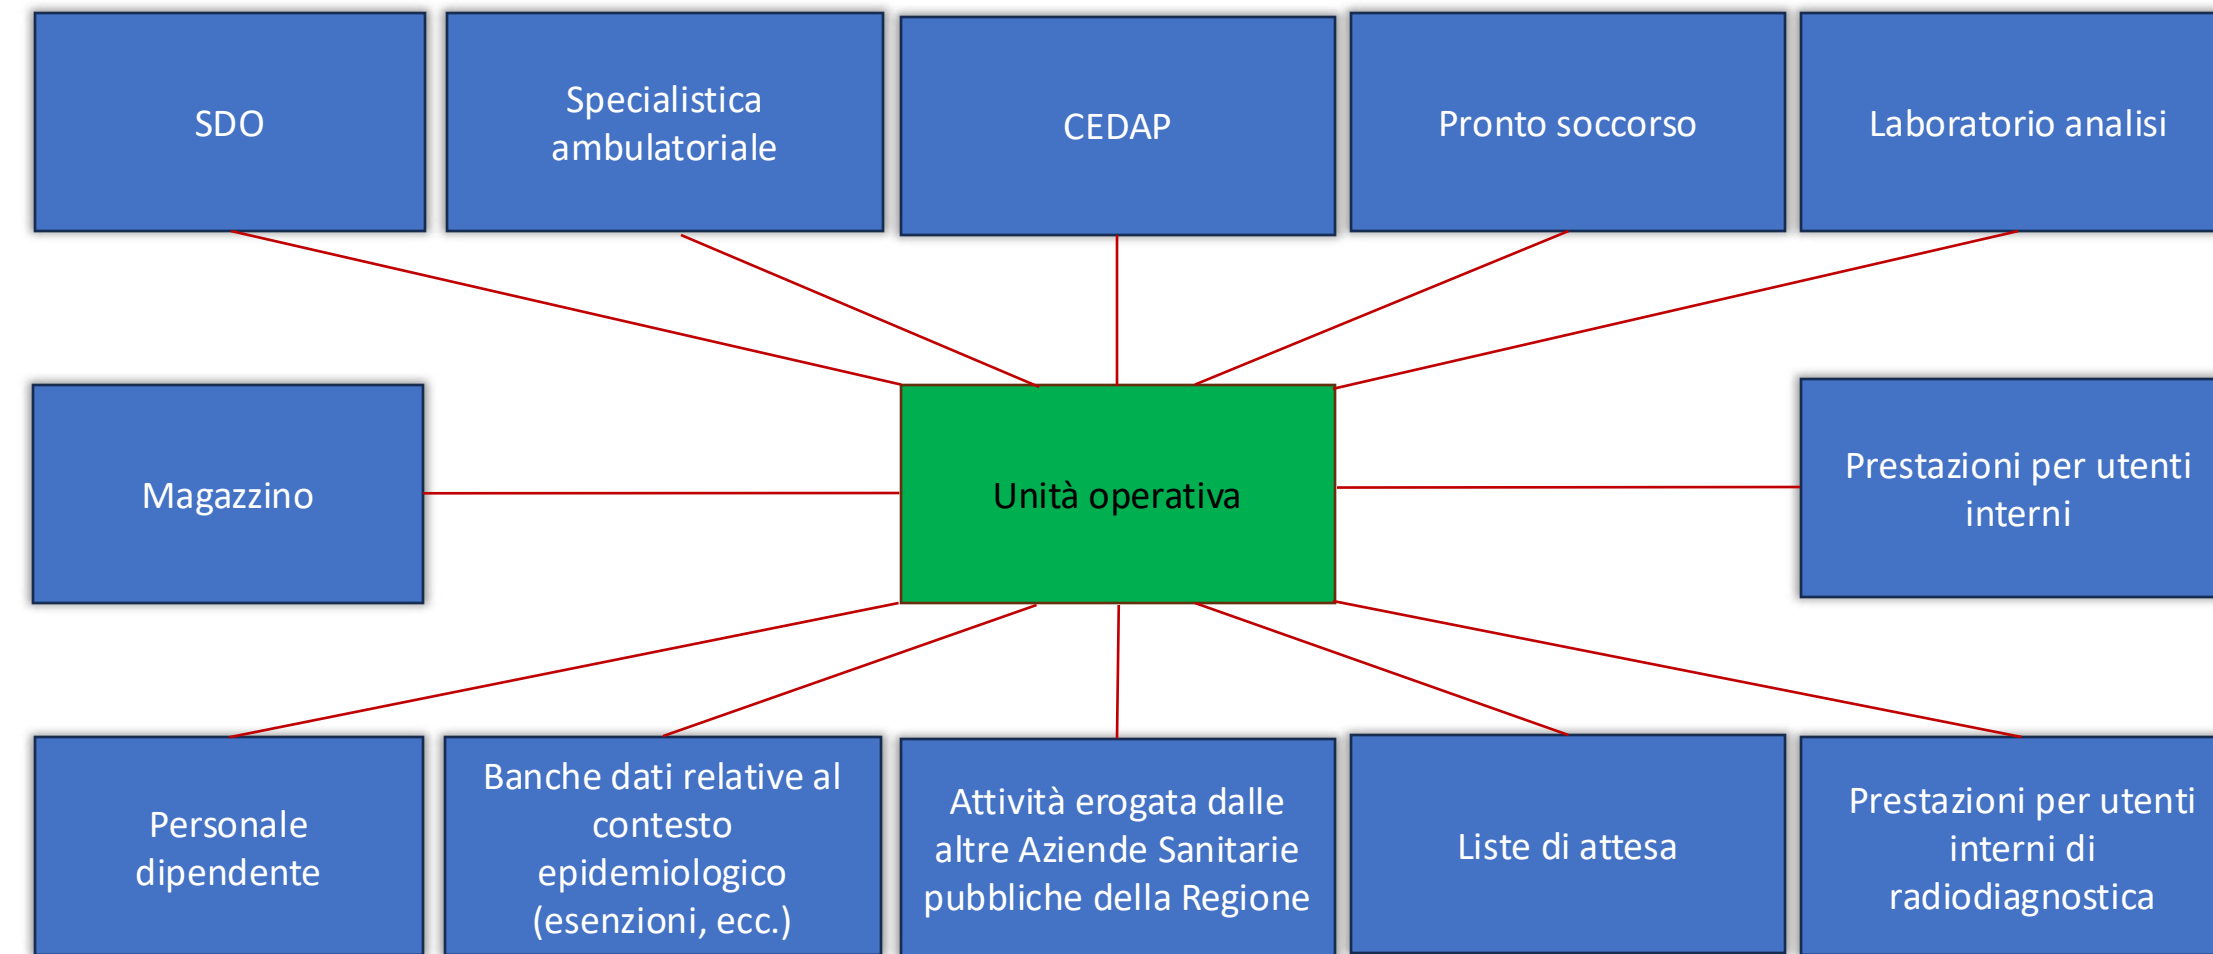 SDO
Specialistica
ambulatoriale
CEDAP
Pronto soccorso
Laboratorio analisi
Magazzino
Unità operativa
Prestazioni per utenti
interni
Personale
dipendente
Banche dati relative al
contesto
epidemiologico
(esenzioni, ecc.)
Attività erogata dalle
altre Aziende Sanitarie
pubbliche della Regione
Liste di attesa
Prestazioni per utenti
interni di
radiodiagnostica